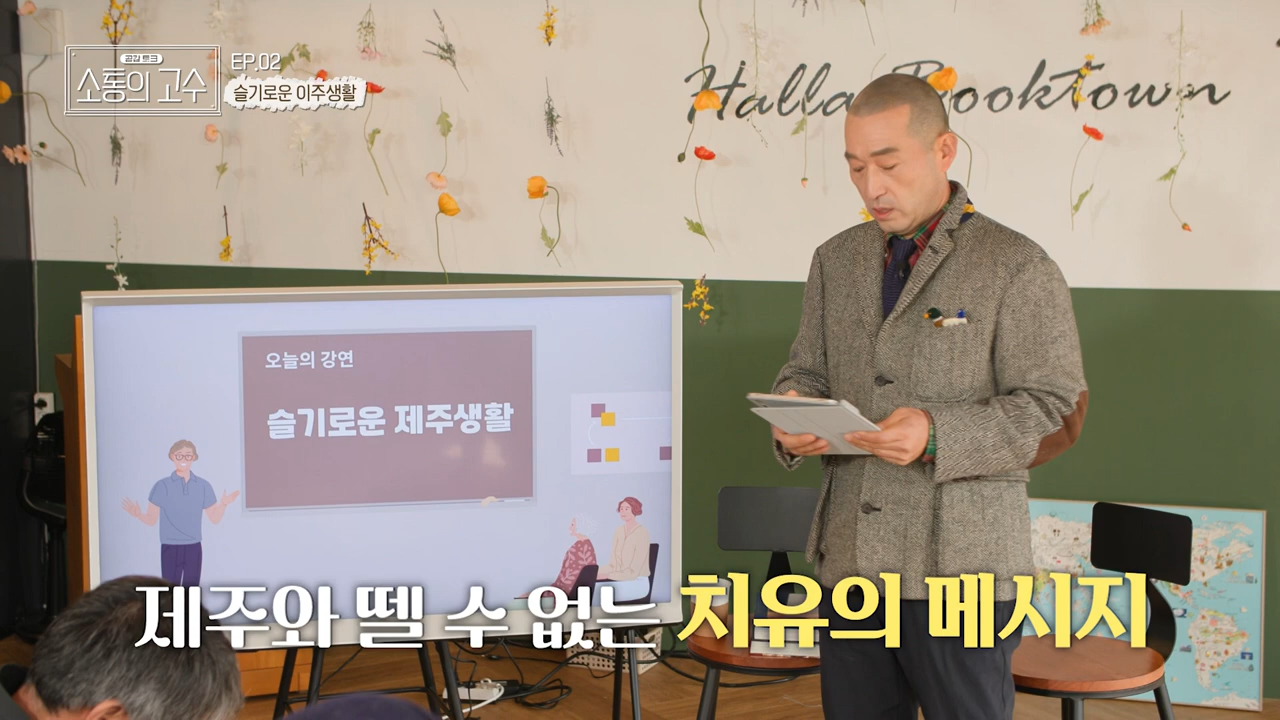 공감 토크
소통의 고수
EP.02
슬기로운 이주생활
Halla Booktown
오늘의 강연
슬기로운 제주생활
제주와 뗄 수 없는 치유의 메시지